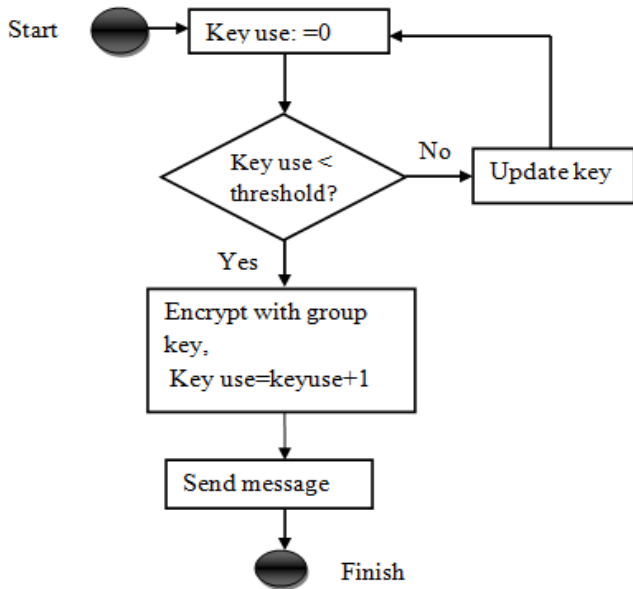 Start
Key use: =0
Key use <
threshold?
No
Update key
Yes
Encrypt with group
key,
Key use=keyuse+1
Send message
Finish